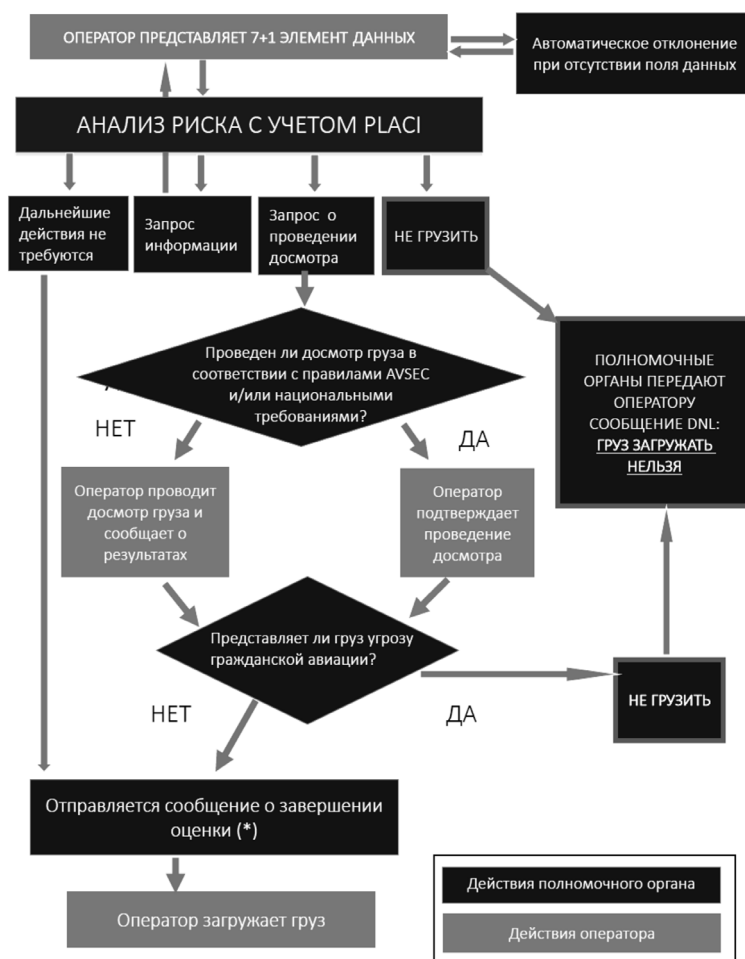 ОПЕРАТОР ПРЕДСТАВЛЯЕТ 7+1 ЭЛЕМЕНТ ДАННЫХ
Автоматическое отклонение
при отсутствии поля данных
АНАЛИЗ РИСКА С УЧЕТОМ PLACI
Дальнейшие
действия не
требуются
Запрос
информации
Запрос о
проведении
досмотра
НЕ ГРУЗИТЬ
Проведен ли досмотр груза в
соответствии с правилами AVSEC
и/или национальными
требованиями?
ПОЛНОМОЧНЫЕ
ОРГАНЫ ПЕРЕДАЮТ
ОПЕРАТОРУ
СООБЩЕНИЕ DNL:
ГРУЗ ЗАГРУЖАТЬ
НЕЛЬЗЯ
НЕТ
ДА
Оператор проводит
досмотр груза и
сообщает о
результатах
Оператор
подтверждает
проведение
досмотра
Представляет ли груз угрозу
гражданской авиации?
НЕ ГРУЗИТЬ
НЕТ
ДА
Отправляется сообщение о завершении
оценки (*)
Оператор загружает груз
Действия полномочного органа
Действия оператора